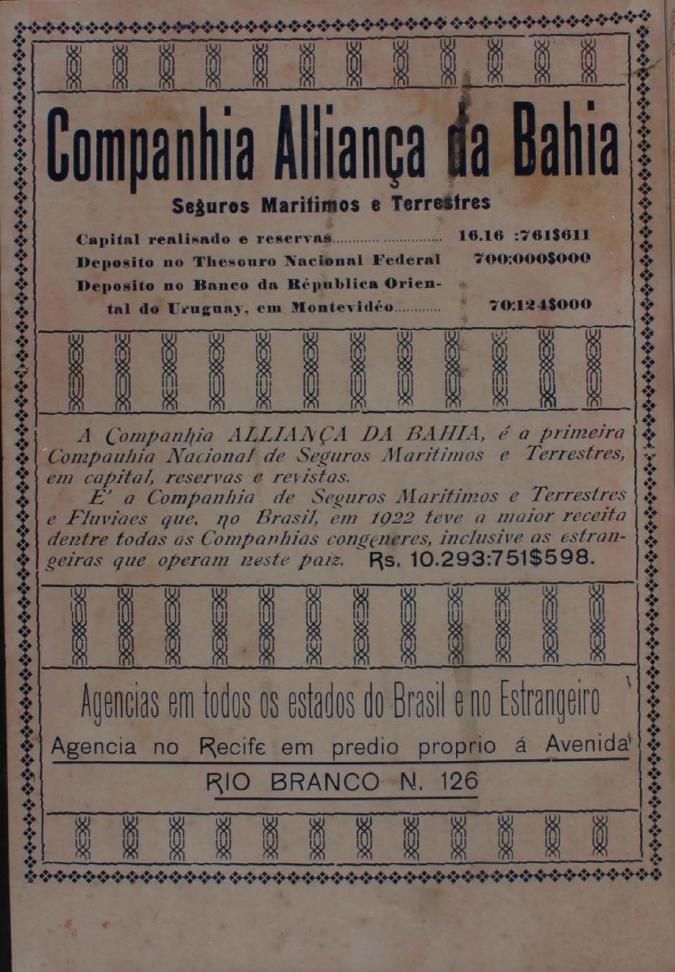 Companhia Alliança da Bahia
Seguros Maritimos e Terrestres
Capital realisado e reservas.................... 16.16 :761$611
Deposito no Thesouro Nacional Federal 700:000$000
Deposito no Banco da Républica Orien-
tal do Uruguay, em Montevidéo............ 70:124$000
A Companhia ALLIANÇA DA BAHIA, é a primeira
Compauhia Nacional de Seguros Maritimos e Terrestres,
em capital, reservas e revistas.
E' a Companhia de Seguros Maritimos e Terrestres
e Fluviaes que, no Brasil, em 1922 teve a maior receita
dentre todas as Companhias congeneres, inclusive as estran-
geiras que operam neste paiz. Rs. 10.293:751$598.
Agencias em todos os estados do Brasil e no Estrangeiro
Agencia no Recife em predio proprio á Avenida
RIO BRANCO N. 126